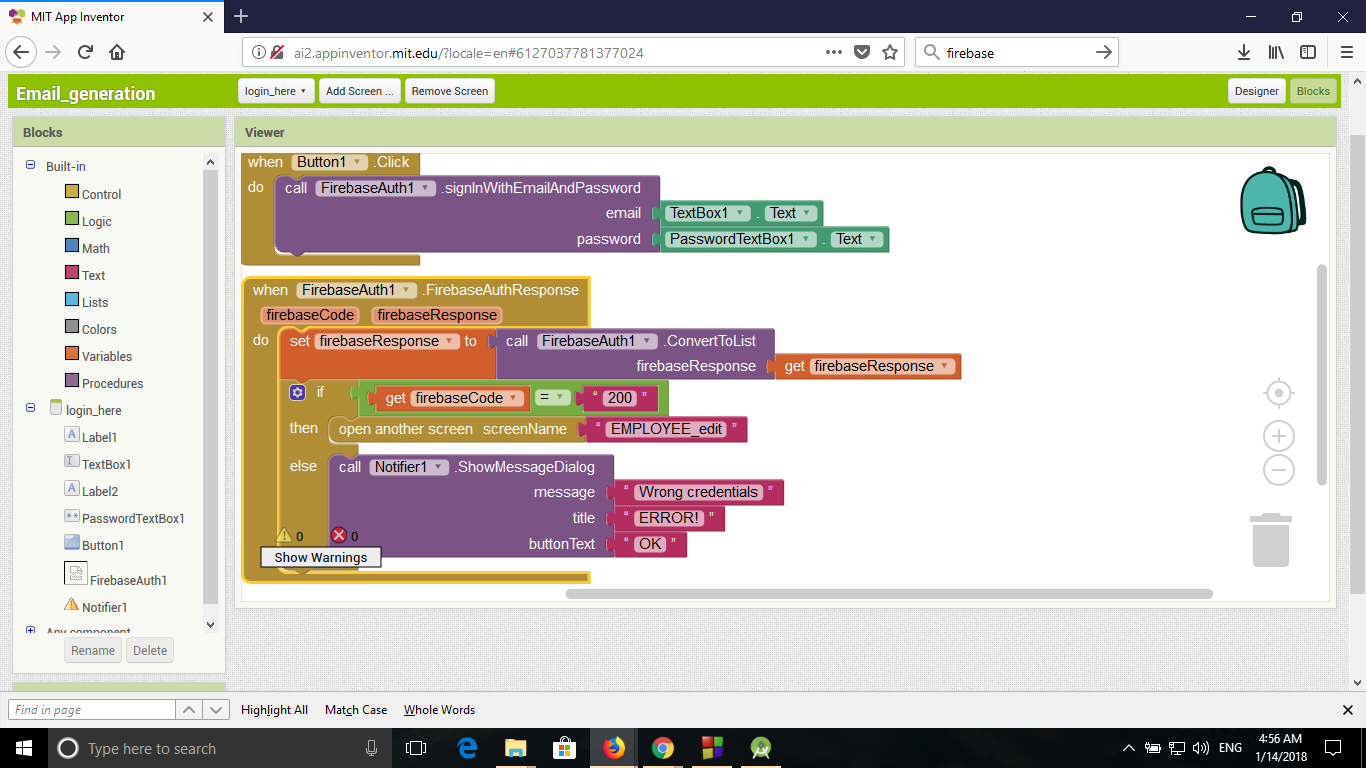 MIT App Inventor
ai2.appinventor.mit.edu/?locale=en#6127037781377024
firebase
Email_generation
login_here
Add Screen ...
Remove Screen
Designer
Blocks
Blocks
Viewer
Built-in
Control
Logic
Math
Text
Lists
Colors
Variables
Procedures
login_here
Label1
TextBox1
Label2
PasswordTextBox1
Button1
FirebaseAuth1
Notifier1
Any component
Rename
Delete
when Button1 .Click
do call FirebaseAuth1 .signInWithEmailAndPassword
email TextBox1 . Text
password PasswordTextBox1 . Text
when FirebaseAuth1 .FirebaseAuthResponse
firebaseCode firebaseResponse
do set firebaseResponse to call FirebaseAuth1 .ConvertToList
firebaseResponse get firebaseResponse
if get firebaseCode = “ 200 ”
then open another screen screenName “ EMPLOYEE_edit ”
else call Notifier1 .ShowMessageDialog
message “ Wrong credentials ”
title “ ERROR! ”
0 0
buttonText “ OK ”
Show Warnings
Find in page
Highlight All
Match Case
Whole Words
Type here to search
ENG
4:56 AM
1/14/2018